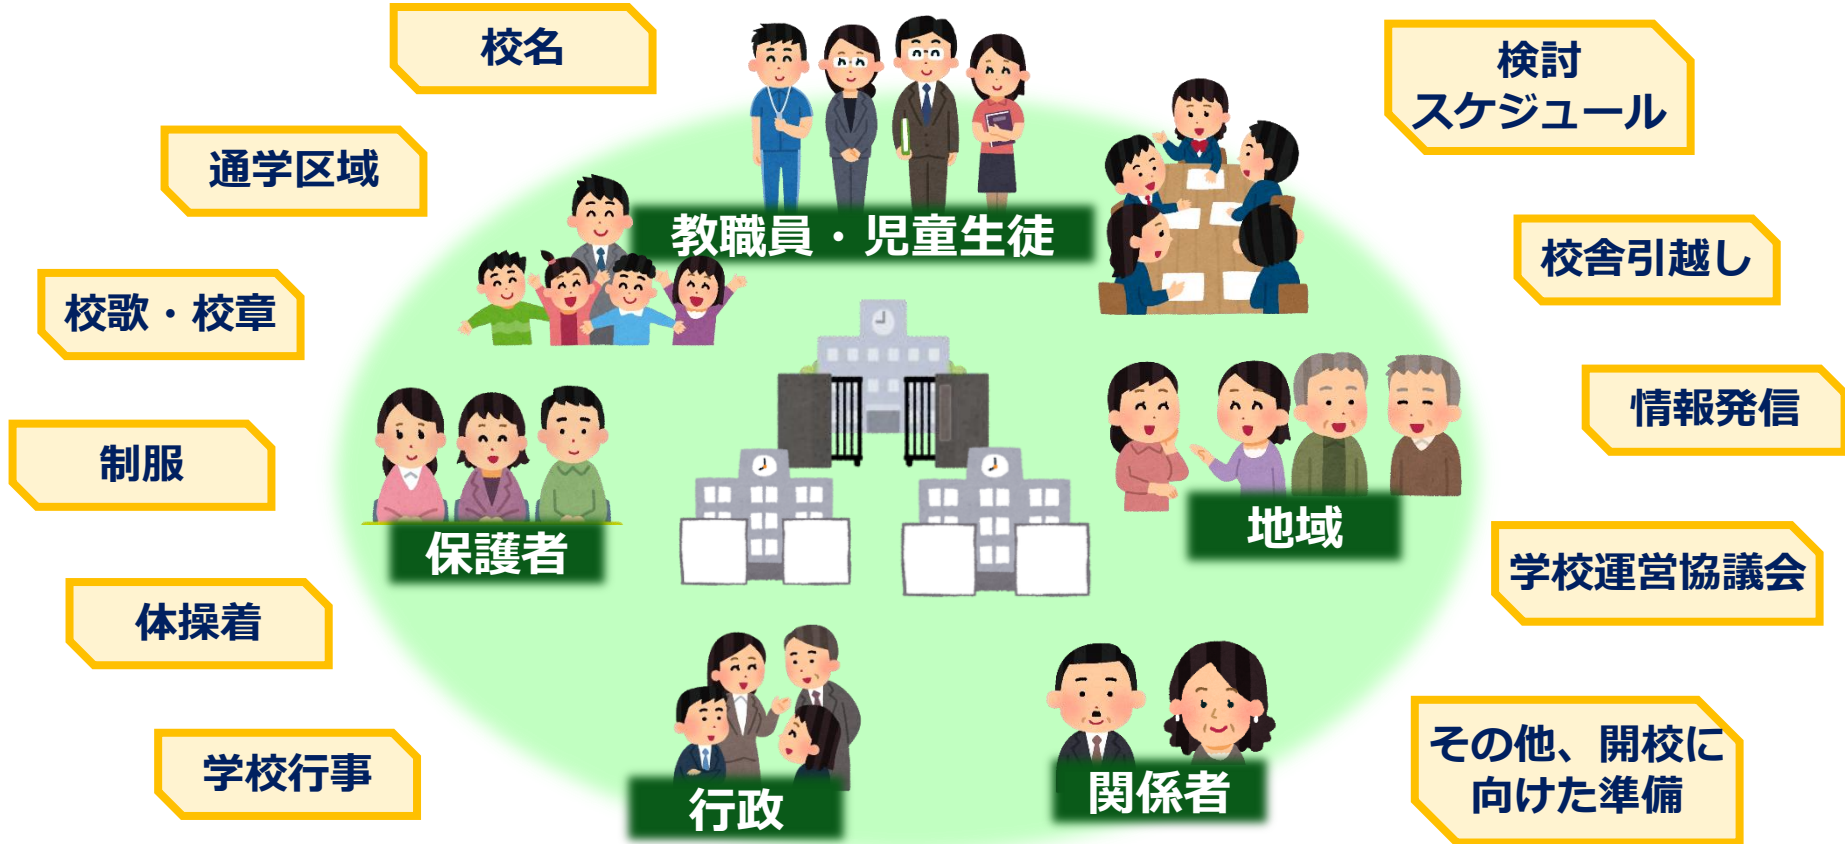 校名
通学区域
校歌・校章
制服
体操着
学校行事
教職員・児童生徒
保護者
地域
行政
関係者
検討
スケジュール
校舎引越し
情報発信
学校運営協議会
その他、開校に
向けた準備